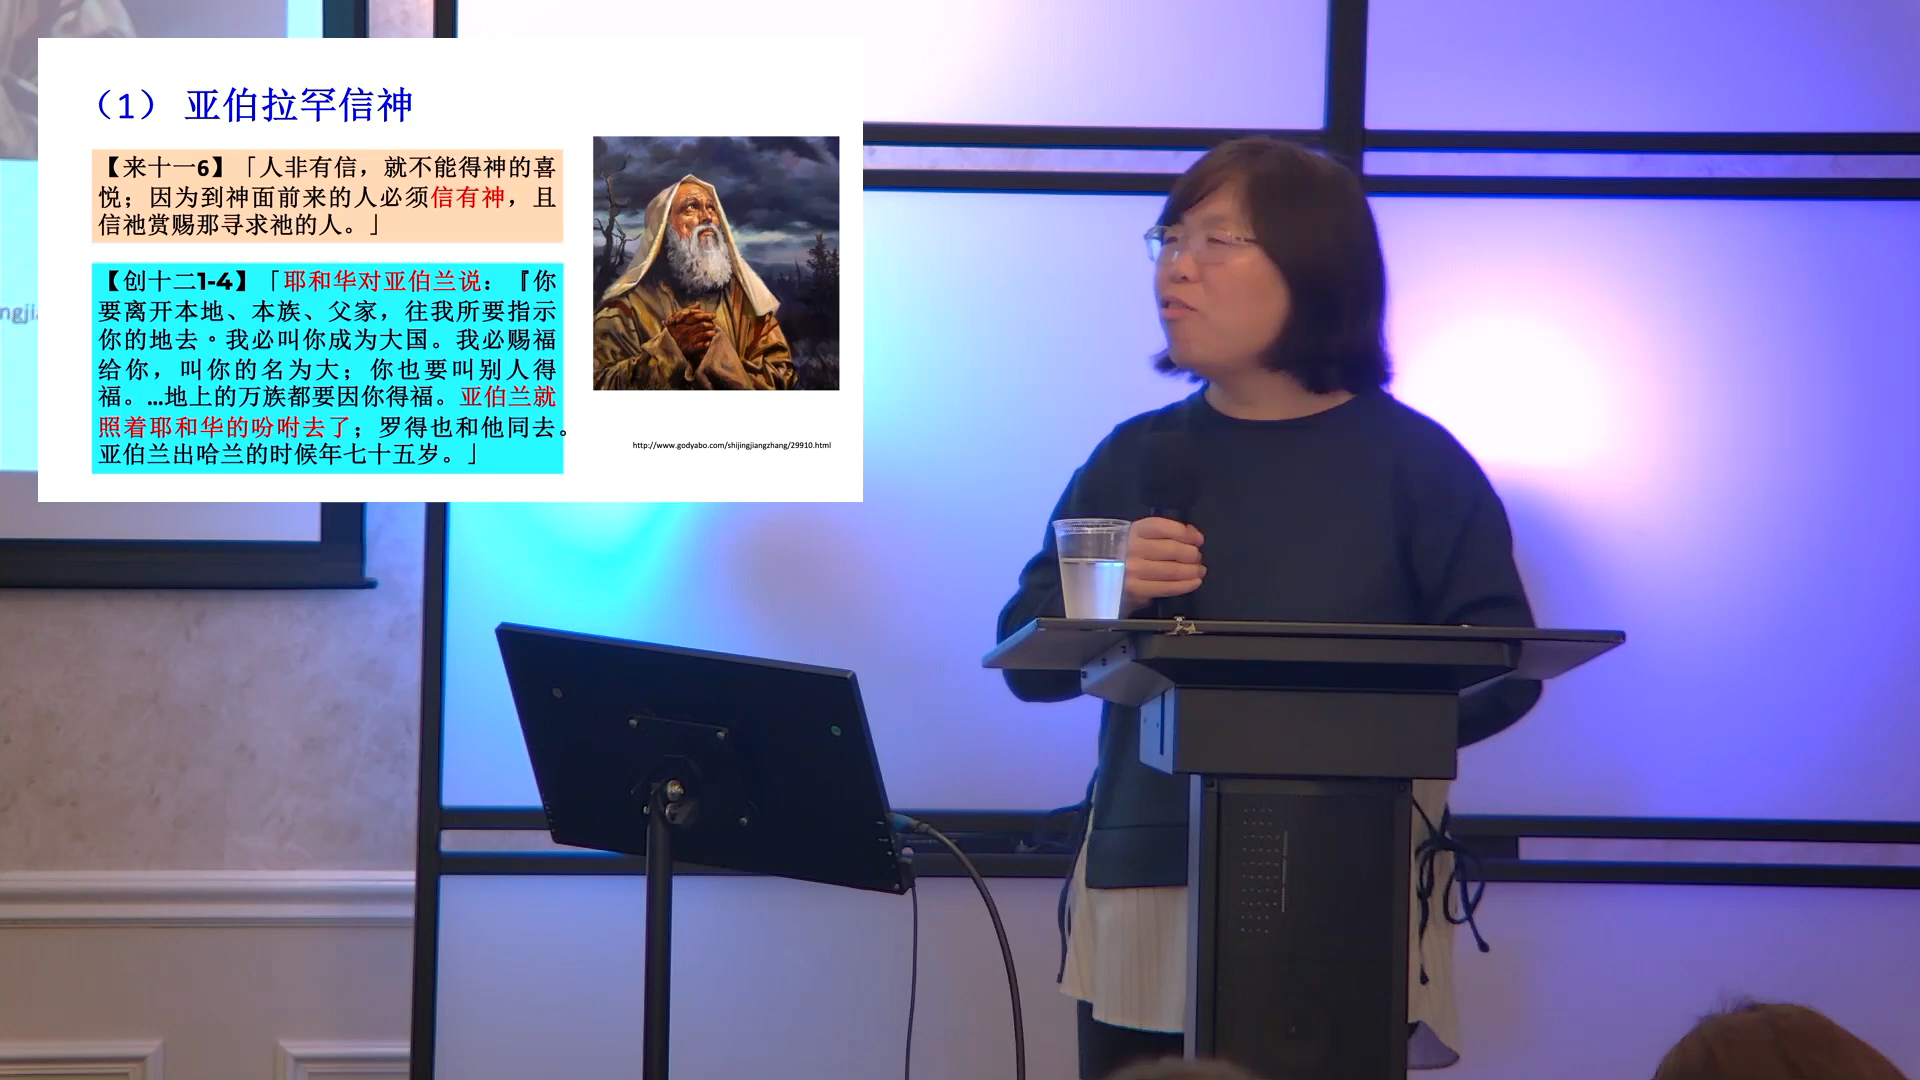 （1） 亚伯拉罕信神
【来十一6】「人非有信，就不能得神的喜
悦；因为到神面前来的人必须信有神，且
信祂赏赐那寻求祂的人。」
【创十二1-4】「耶和华对亚伯兰说：『你
要离开本地、本族、父家，往我所要指示
你的地去。我必叫你成为大国。我必赐福
给你，叫你的名为大；你也要叫别人得
福。…地上的万族都要因你得福。亚伯兰就
照着耶和华的吩咐去了；罗得也和他同去。
亚伯兰出哈兰的时候年七十五岁。」
http://www.godyabo.com/shijingjiangzhang/29910.html